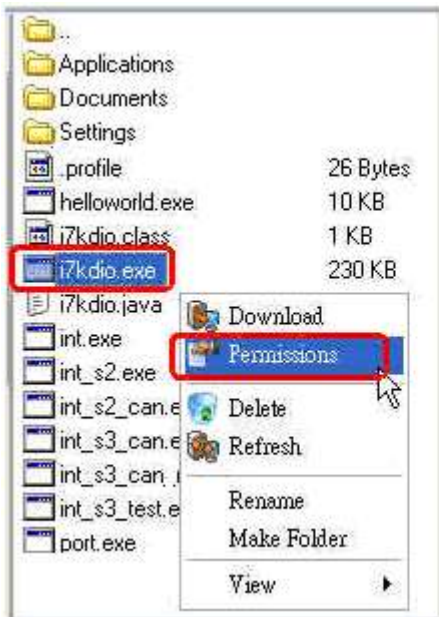 ..
Applications
Documents
Settings
.profile 26 Bytes
helloworld.exe 10 KB
i7kdio.class 1 KB
i7kdio.exe 230 KB
i7kdio.java
int.exe
int_s2.exe
int_s2_can.e
int_s3_can.e
int_s3_can_
int_s3_test.e
port.exe
Download
Permissions
Delete
Refresh
Rename
Make Folder
View